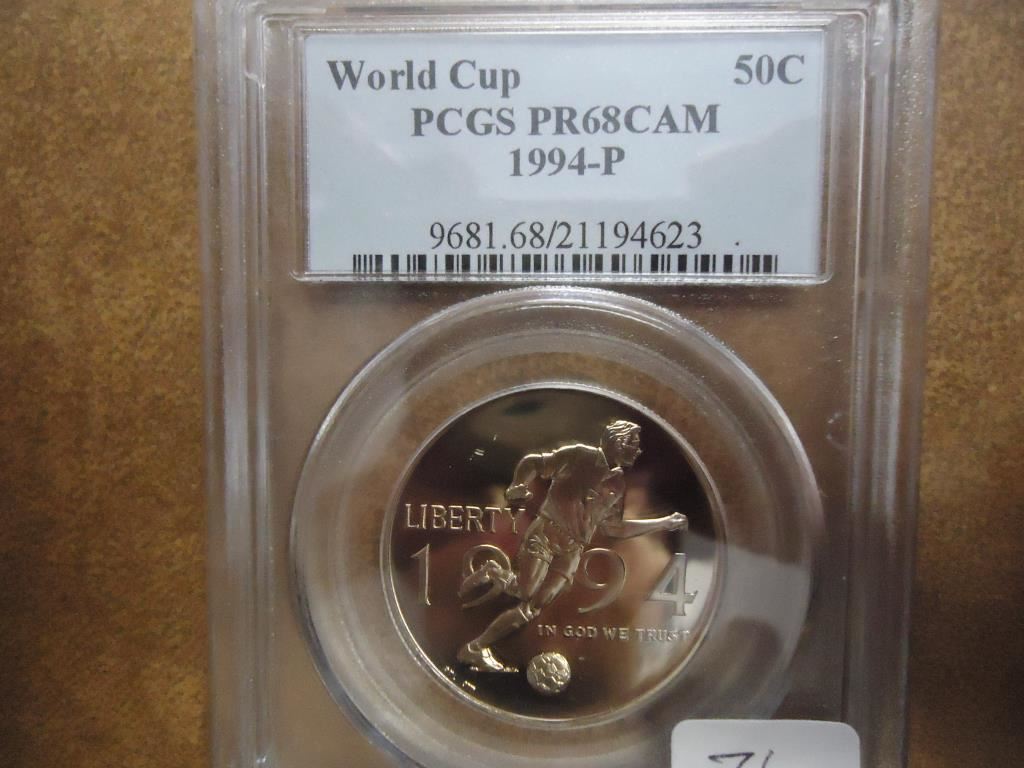 World Cup 50C
PCGS PR68CAM
1994-P
9681.68/21194623
LIBERTY
1994
IN GOD WE TRUST